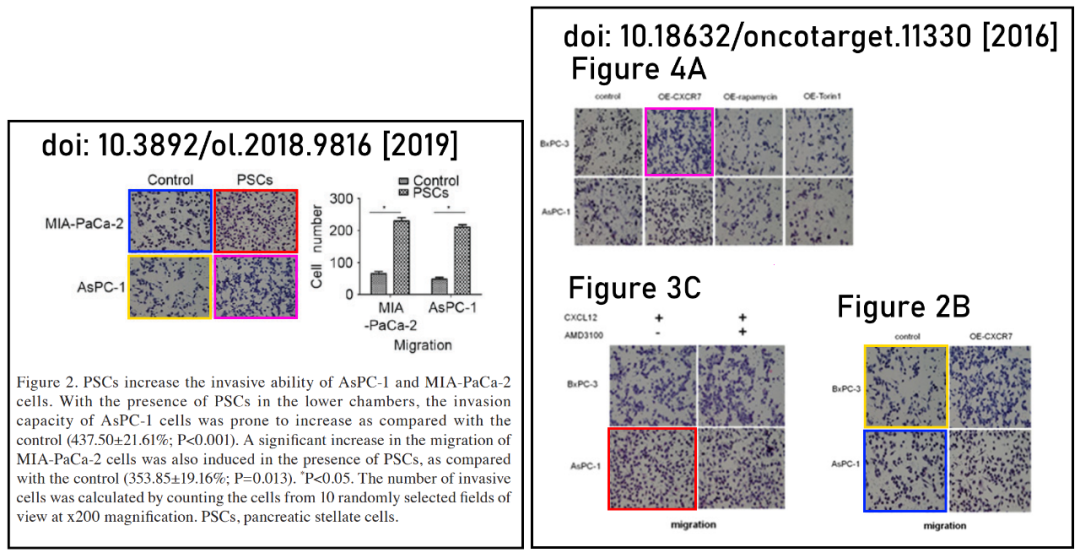 doi: 10.3892/ol.2018.9816 [2019]
Control PSCs
MIA-PaCa-2
AsPC-1
Control
PSCs
Cell number
300
200
100
0
*
*
MIA
-PaCa-2
AsPC-1
Migration
Figure 2. PSCs increase the invasive ability of AsPC-1 and MIA-PaCa-2
cells. With the presence of PSCs in the lower chambers, the invasion
capacity of AsPC-1 cells was prone to increase as compared with the
control (437.50±21.61%; P<0.001). A significant increase in the migration of
MIA-PaCa-2 cells was also induced in the presence of PSCs, as compared
with the control (353.85±19.16%; P=0.013). *P<0.05. The number of invasive
cells was calculated by counting the cells from 10 randomly selected fields of
view at x200 magnification. PSCs, pancreatic stellate cells.
doi: 10.18632/oncotarget.11330 [2016]
Figure 4A
control OE-CXCR7 OE-rapamycin OE-Torin1
BxPC-3
AsPC-1
Figure 3C
CXCL12 + +
AMD3100 - +
BxPC-3
AsPC-1
migration
Figure 2B
control OE-CXCR7
BxPC-3
AsPC-1
migration